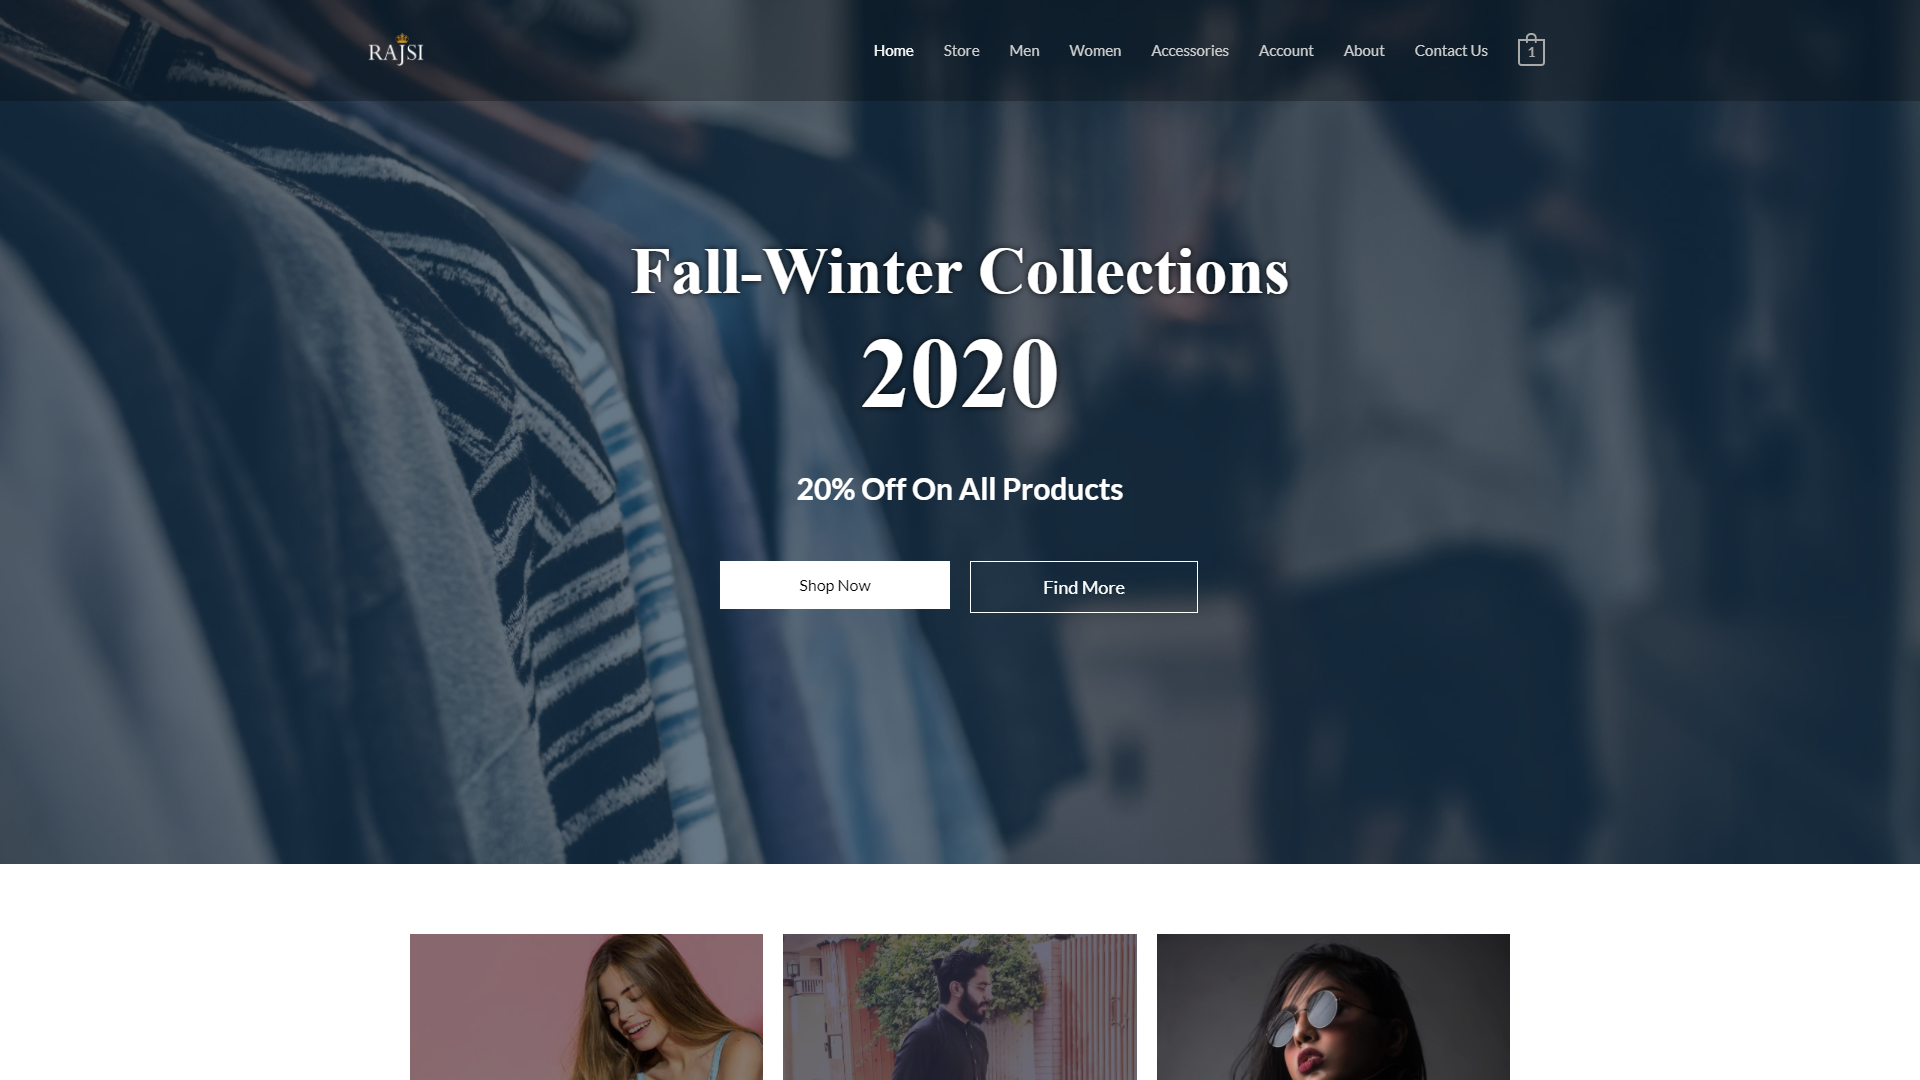 RAJSI
Home Store Men Women Accessories Account About Contact Us 1
Fall-Winter Collections
2020
20% Off On All Products
Shop Now Find More